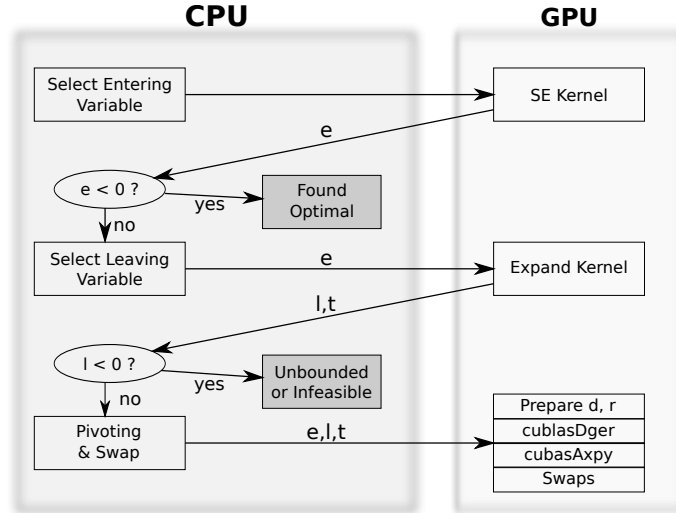 CPU
GPU
Select Entering
Variable
SE Kernel
e
e < 0 ?
yes
Found
Optimal
no
Select Leaving
Variable
e
Expand Kernel
l,t
l < 0 ?
yes
Unbounded
or Infeasible
no
Pivoting
& Swap
e,l,t
Prepare d, r
cublasDger
cubasAxpy
Swaps